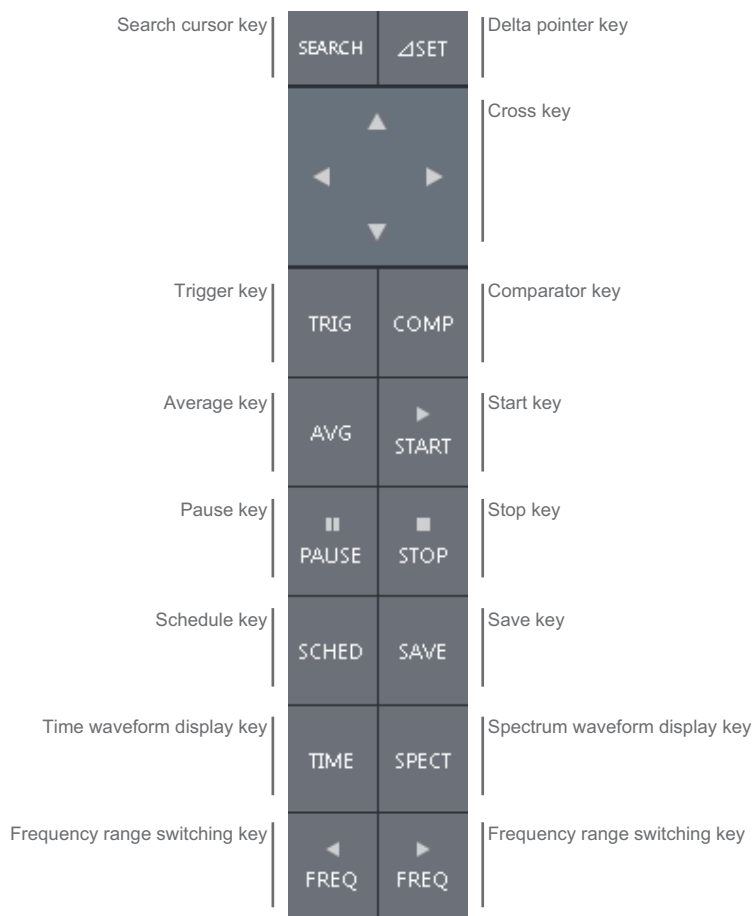 Search cursor key
SEARCH
⊿SET
Delta pointer key
Cross key
Trigger key
TRIG
COMP
Comparator key
Average key
AVG
START
Start key
Pause key
PAUSE
STOP
Stop key
Schedule key
SCHED
SAVE
Save key
Time waveform display key
TIME
SPECT
Spectrum waveform display key
Frequency range switching key
FREQ
FREQ
Frequency range switching key